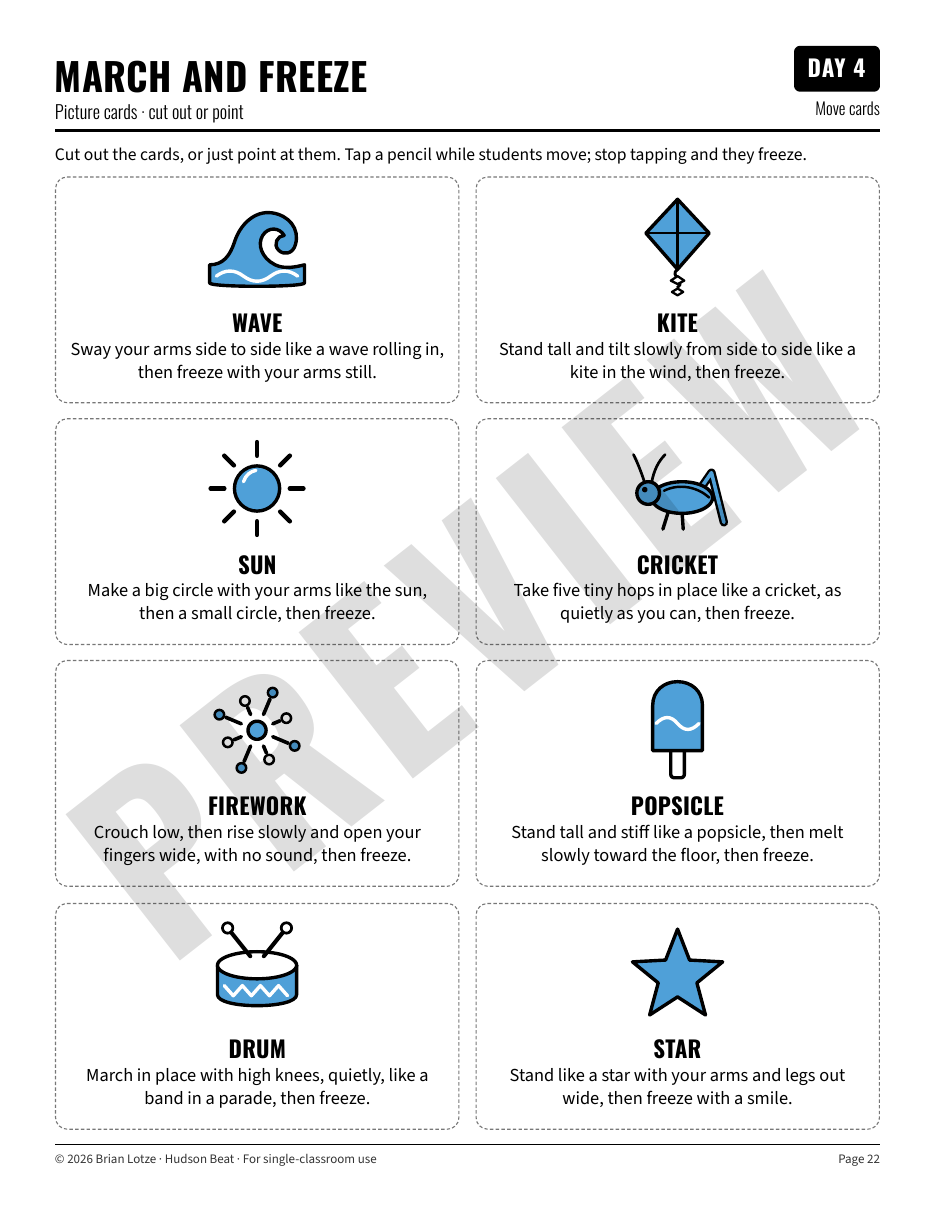 MARCH AND FREEZE
DAY 4
Picture cards · cut out or point
Move cards
Cut out the cards, or just point at them. Tap a pencil while students move; stop tapping and they freeze.
WAVE
Sway your arms side to side like a wave rolling in,
then freeze with your arms still.
KITE
Stand tall and tilt slowly from side to side like a
kite in the wind, then freeze.
SUN
Make a big circle with your arms like the sun,
then a small circle, then freeze.
CRICKET
Take five tiny hops in place like a cricket, as
quietly as you can, then freeze.
FIREWORK
Crouch low, then rise slowly and open your
fingers wide, with no sound, then freeze.
POPSICLE
Stand tall and stiff like a popsicle, then melt
slowly toward the floor, then freeze.
DRUM
March in place with high knees, quietly, like a
band in a parade, then freeze.
STAR
Stand like a star with your arms and legs out
wide, then freeze with a smile.
PREVIEW
© 2026 Brian Lotze · Hudson Beat · For single-classroom use
Page 22